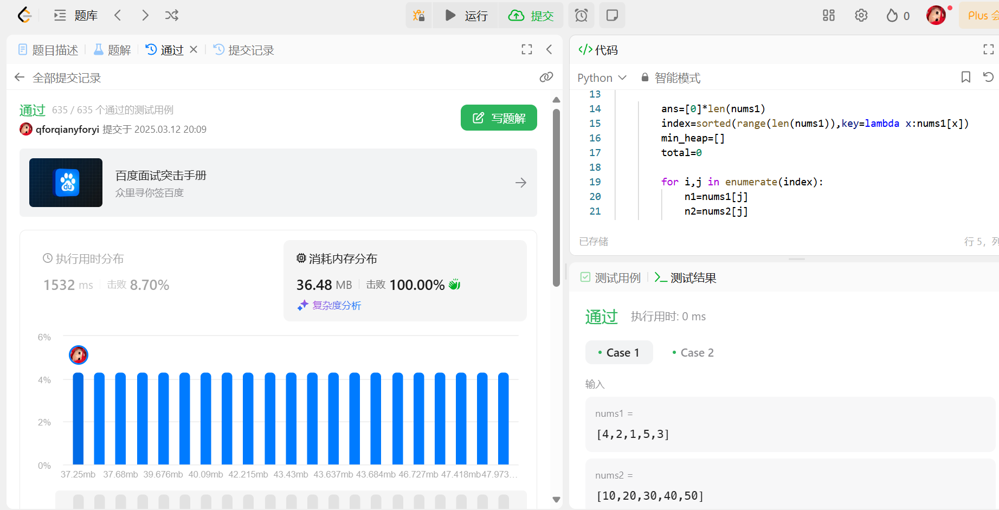 题库
运行
提交
0
Plus 会
题目描述
题解
通过
提交记录
全部提交记录
通过 635 / 635 个通过的测试用例
qforqianyforyi 提交于 2025.03.12 20:09
写题解
百度面试突击手册
众里寻你签百度
du
执行用时分布
1532 ms 击败 8.70%
消耗内存分布
36.48 MB 击败 100.00%
复杂度分析
6%
4%
2%
0%
37.25mb 37.68mb 39.676mb 40.09mb 42.215mb 43.43mb 43.637mb 43.684mb 46.727mb 47.418mb 47.973…
</> 代码
Python 智能模式
13
14 ans=[0]*len(nums1)
15 index=sorted(range(len(nums1)),key=lambda x:nums1[x])
16 min_heap=[]
17 total=0
18
19 for i,j in enumerate(index):
20 n1=nums1[j]
21 n2=nums2[j]
已存储
行 5,
测试用例
测试结果
通过 执行用时: 0 ms
Case 1
Case 2
输入
nums1 =
[4,2,1,5,3]
nums2 =
[10,20,30,40,50]